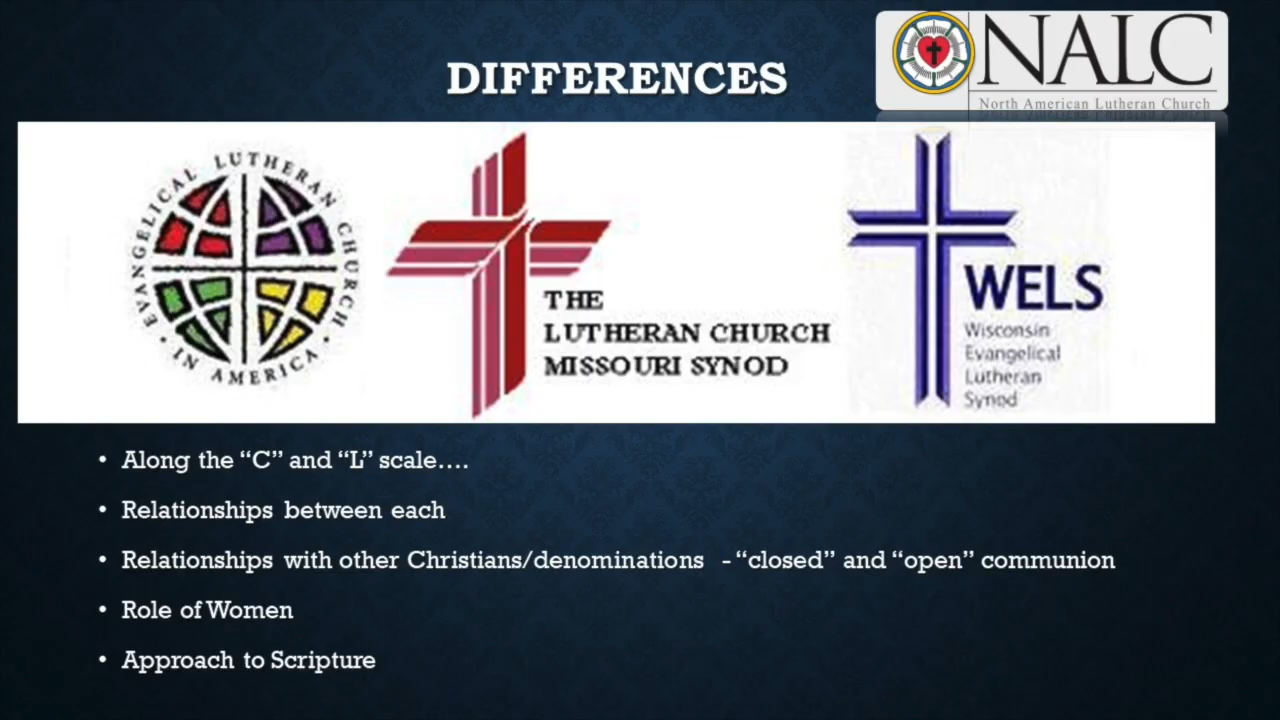 NALC
North American Lutheran Church
DIFFERENCES
EVANGELICAL LUTHERAN CHURCH
• IN AMERICA •
THE
LUTHERAN CHURCH
MISSOURI SYNOD
WELS
Wisconsin
Evangelical
Lutheran
Synod
• Along the “C” and “L” scale….
• Relationships between each
• Relationships with other Christians/denominations - “closed” and “open” communion
• Role of Women
• Approach to Scripture